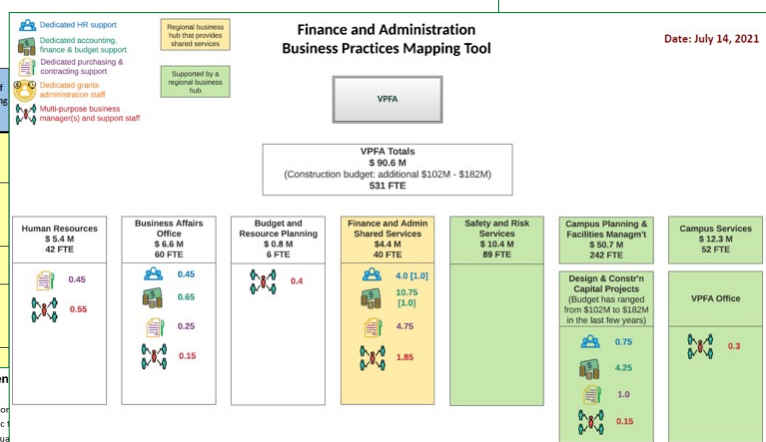 Dedicated HR support
Dedicated accounting,
finance & budget support
Dedicated purchasing &
contracting support
Dedicated grants
administration staff
Multi-purpose business
manager(s) and support staff
Regional business
hub that provides
shared services
Supported by a
regional business
hub
Finance and Administration
Business Practices Mapping Tool
Date: July 14, 2021
VPFA
VPFA Totals
$ 90.6 M
(Construction budget: additional $102M - $182M)
531 FTE
Human Resources
$ 5.4 M
42 FTE
0.45
0.55
Business Affairs
Office
$ 6.6 M
60 FTE
0.45
0.65
0.25
0.15
Budget and
Resource Planning
$ 0.8 M
6 FTE
0.4
Finance and Admin
Shared Services
$4.4 M
40 FTE
4.0 [1.0]
10.75
[1.0]
4.75
1.85
Safety and Risk
Services
$ 10.4 M
89 FTE
Campus Planning &
Facilities Managm't
$ 50.7 M
242 FTE
Design & Constr'n
Capital Projects
(Budget has ranged
from $102M to $182M
in the last few years)
0.75
4.25
1.0
0.15
Campus Services
$ 12.3 M
52 FTE
VPFA Office
0.3